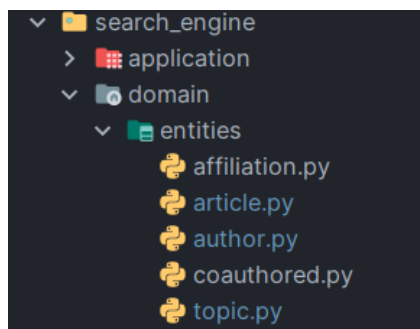 search_engine
application
domain
entities
affiliation.py
article.py
author.py
coauthored.py
topic.py